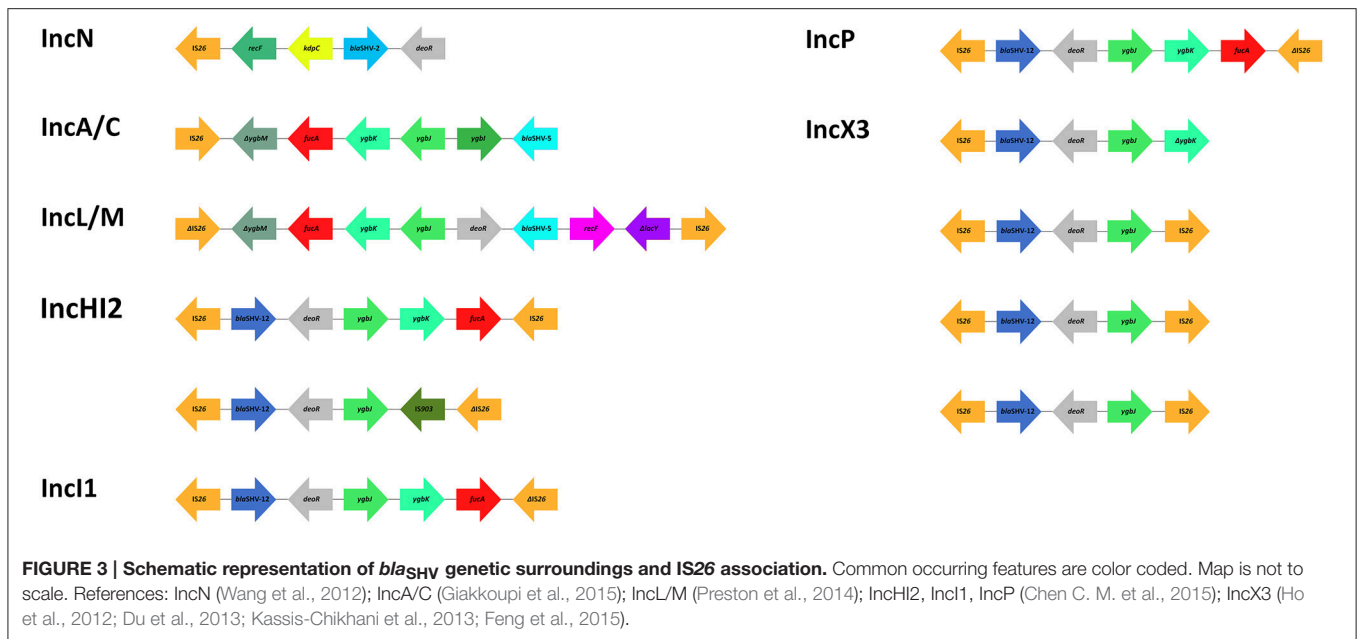 IncN
IS26 recF kdpC blaSHV-2 deoR
IncA/C
IS26 ΔygbM fucA ygbK ygbJ ygbI blaSHV-5
IncL/M
ΔIS26 ΔygbM fucA ygbK ygbJ deoR blaSHV-5 recF ΔlacY IS26
IncHI2
IS26 blaSHV-12 deoR ygbJ ygbK fucA IS26
IS26 blaSHV-12 deoR ygbJ IS903 ΔIS26
IncI1
IS26 blaSHV-12 deoR ygbJ ygbK fucA ΔIS26
IncP
IS26 blaSHV-12 deoR ygbJ ygbK fucA ΔIS26
IncX3
IS26 blaSHV-12 deoR ygbJ ΔygbK
IS26 blaSHV-12 deoR ygbJ IS26
IS26 blaSHV-12 deoR ygbJ IS26
IS26 blaSHV-12 deoR ygbJ IS26
FIGURE 3 | Schematic representation of blaSHV genetic surroundings and IS26 association. Common occurring features are color coded. Map is not to
scale. References: IncN (Wang et al., 2012); IncA/C (Giakkoupi et al., 2015); IncL/M (Preston et al., 2014); IncHI2, IncI1, IncP (Chen C. M. et al., 2015); IncX3 (Ho
et al., 2012; Du et al., 2013; Kassis-Chikhani et al., 2013; Feng et al., 2015).